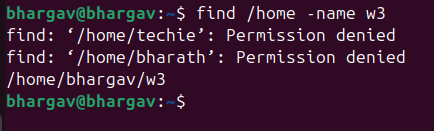 bhargav@bhargav:~$ find /home -name w3
find: ‘/home/techie’: Permission denied
find: ‘/home/bharath’: Permission denied
/home/bhargav/w3
bhargav@bhargav:~$